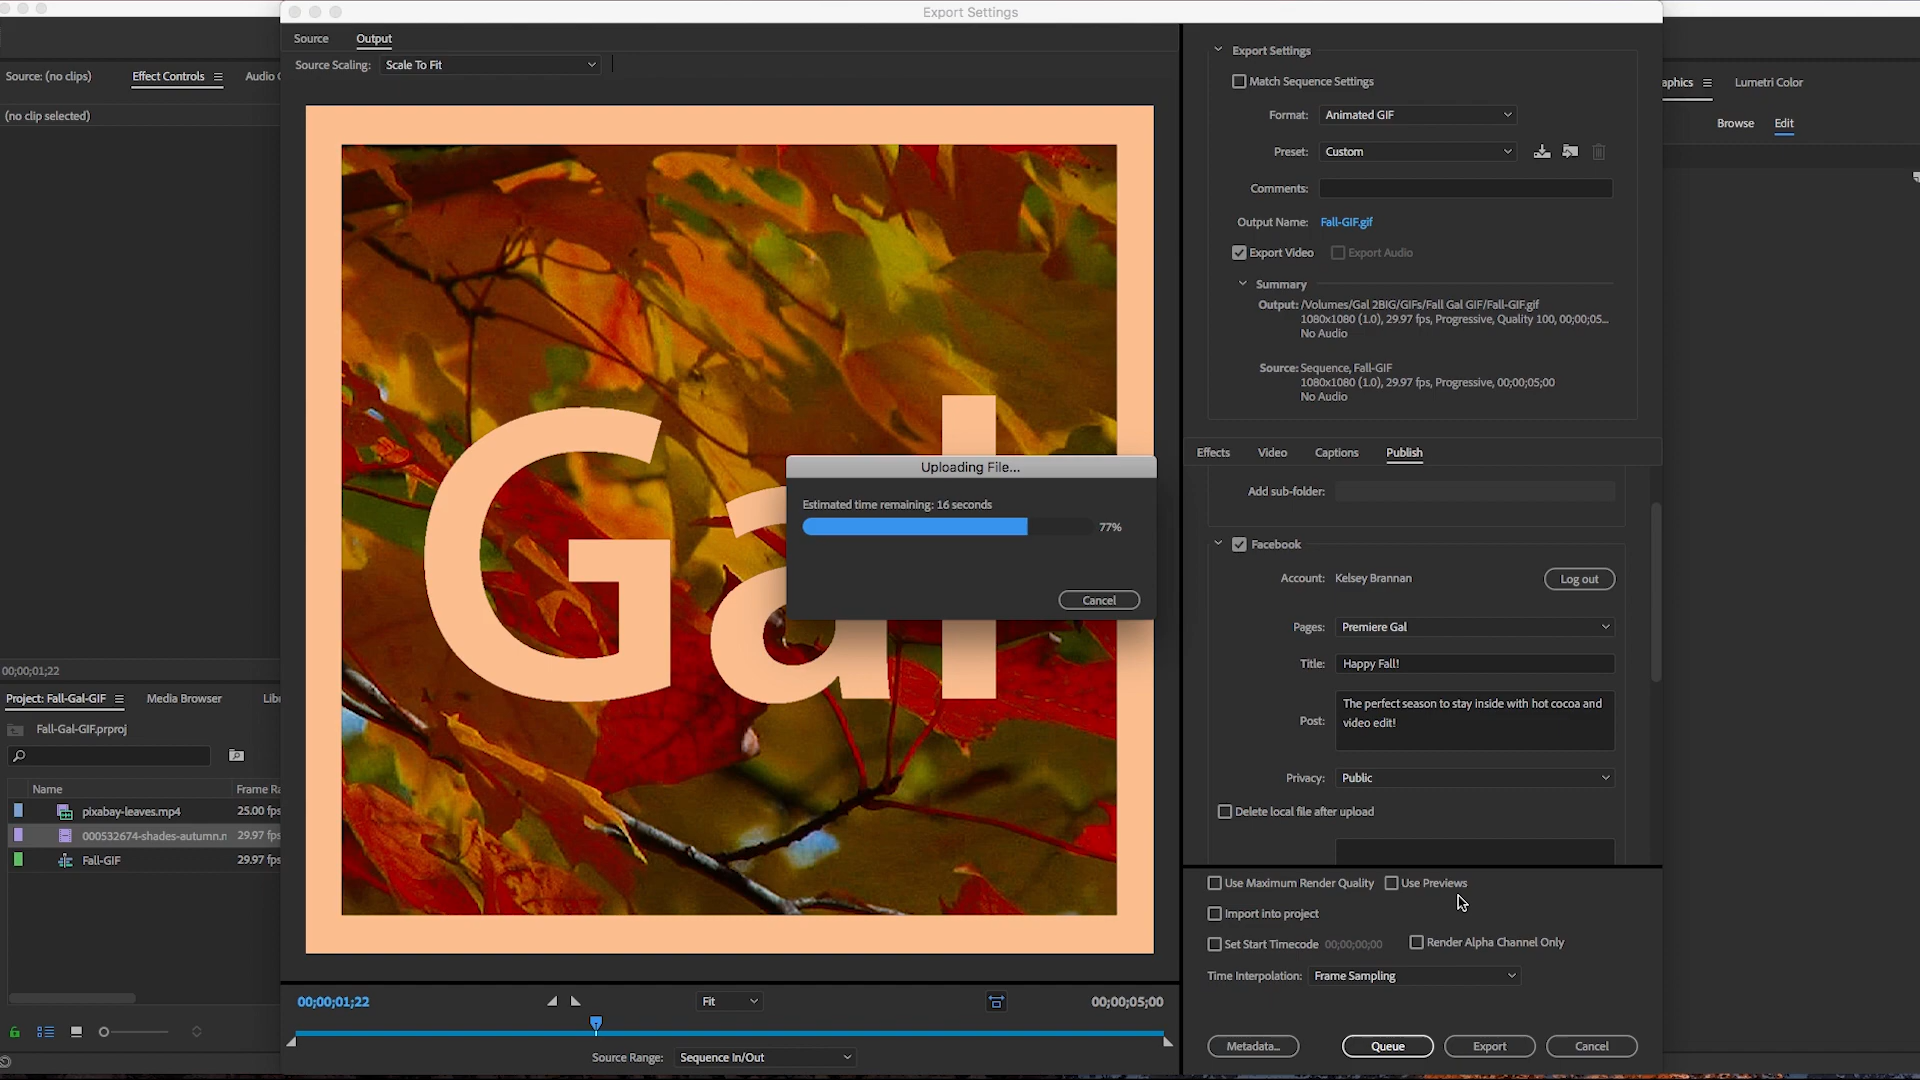 Export Settings
Source
Output
Source Scaling:
Scale To Fit
Source: (no clips)
Effect Controls
Audio C
(no clip selected)
Export Settings
Match Sequence Settings
Format:
Animated GIF
Preset:
Custom
Comments:
Output Name:
Fall-GIF.gif
Export Video
Export Audio
Summary
Output: /Volumes/Gal 2BIG/GIFs/Fall Gal GIF/Fall-GIF.gif
1080x1080 (1.0), 29.97 fps, Progressive, Quality 100, 00;00;05...
No Audio
Source: Sequence, Fall-GIF
1080x1080 (1.0), 29.97 fps, Progressive, 00;00;05;00
No Audio
aphics
Lumetri Color
Browse
Edit
Gal
Uploading File...
Estimated time remaining: 16 seconds
77%
Cancel
Effects
Video
Captions
Publish
Add sub-folder:
Facebook
Account:
Kelsey Brannan
Log out
Pages:
Premiere Gal
Title:
Happy Fall!
Post:
The perfect season to stay inside with hot cocoa and
video edit!
Privacy:
Public
Delete local file after upload
00;00;01;22
Project: Fall-Gal-GIF
Media Browser
Libr
Fall-Gal-GIF.prproj
Name
Frame Ra
pixabay-leaves.mp4
25.00 fps
000532674-shades-autumn.n
29.97 fps
Fall-GIF
29.97 fps
Use Maximum Render Quality
Use Previews
Import into project
Set Start Timecode
00;00;00;00
Render Alpha Channel Only
Time Interpolation:
Frame Sampling
00;00;01;22
Fit
00;00;05;00
Source Range:
Sequence In/Out
Metadata...
Queue
Export
Cancel